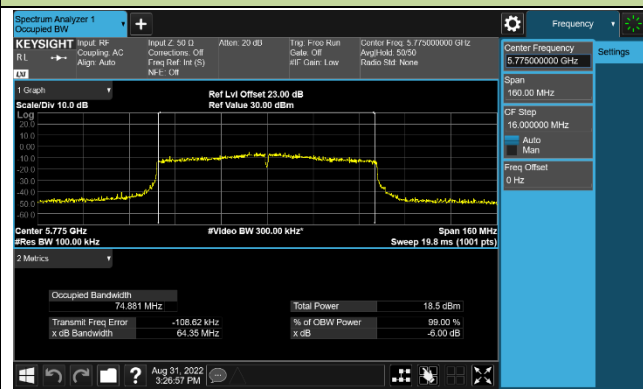 Spectrum Analyzer 1
Occupied BW
Frequency
KEYSIGHT
RL
Align: Auto
LXI
Input: RF
Coupling: AC
Input Z: 50 Ω
Corrections: Off
Freq Ref: Int (S)
NFE: Off
Atten: 20 dB
Trig: Free Run
Gate: Off
#IF Gain: Low
Center Freq: 5.775000000 GHz
Avg|Hold: 50/50
Radio Std: None
Center Frequency
5.775000000 GHz
Settings
Span
160.00 MHz
CF Step
16.000000 MHz
Auto
Man
Freq Offset
0 Hz
1 Graph
Scale/Div 10.0 dB
Ref Lvl Offset 23.00 dB
Ref Value 30.00 dBm
Log
20.0
10.0
0.00
-10.0
-20.0
-30.0
-40.0
-50.0
-60.0
Center 5.775 GHz
#Res BW 100.00 kHz
#Video BW 300.00 kHz*
Span 160 MHz
Sweep 19.8 ms (1001 pts)
2 Metrics
Occupied Bandwidth
74.881 MHz
Total Power 18.5 dBm
Transmit Freq Error -108.62 kHz
% of OBW Power 99.00 %
x dB Bandwidth 64.35 MHz
x dB -6.00 dB
?
Aug 31, 2022
3:26:57 PM